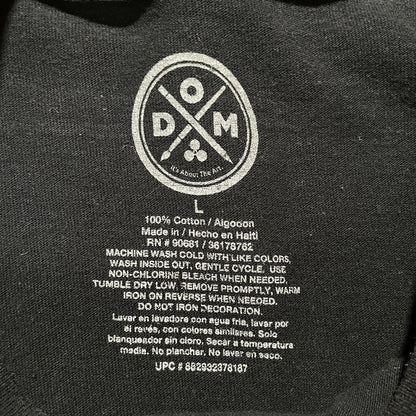 O
D M
It's About The Art.
L
100% Cotton / Algodon
Made in / Hecho en Haiti
RN # 90681 / 36178762
MACHINE WASH COLD WITH LIKE COLORS,
WASH INSIDE OUT, GENTLE CYCLE. USE
NON-CHLORINE BLEACH WHEN NEEDED.
TUMBLE DRY LOW, REMOVE PROMPTLY, WARM
IRON ON REVERSE WHEN NEEDED.
DO NOT IRON DECORATION.
Lavar en lavadora con agua fria, lavar por
el revés, con colores similares. Solo
blanqueador sin cloro. Secar a temperatura
media. No planchar. No lavar en seco.
UPC # 882932378187